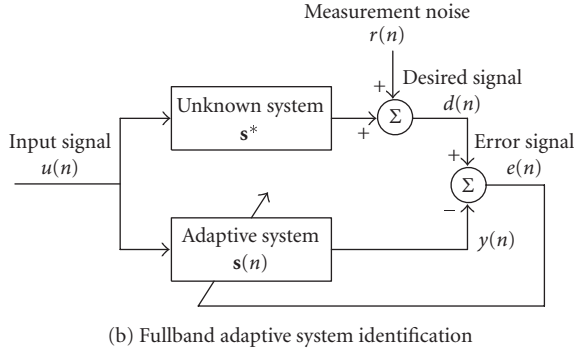 Measurement noise
r(n)
Unknown system
s*
+
+
Σ
Desired signal
d(n)
Input signal
u(n)
Error signal
e(n)
+
Σ
−
Adaptive system
s(n)
y(n)
(b) Fullband adaptive system identification